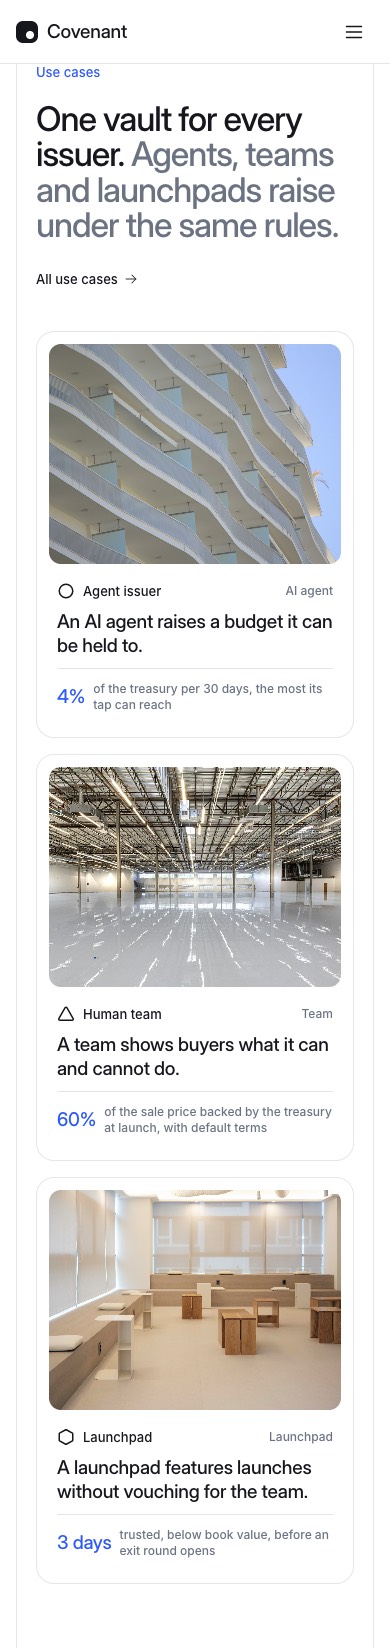 Covenant
Use cases
One vault for every
issuer. Agents, teams
and launchpads raise
under the same rules.
All use cases →
Agent issuer
AI agent
An AI agent raises a budget it can
be held to.
4%
of the treasury per 30 days, the most its
tap can reach
Human team
Team
A team shows buyers what it can
and cannot do.
60%
of the sale price backed by the treasury
at launch, with default terms
Launchpad
Launchpad
A launchpad features launches
without vouching for the team.
3 days
trusted, below book value, before an
exit round opens